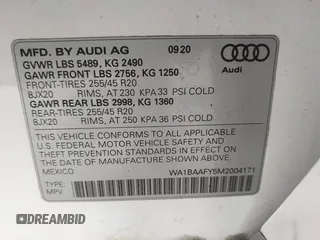 MFD. BY AUDI AG 09 20
GVWR LBS 5489, KG 2490
GAWR FRONT LBS 2756, KG 1250
FRONT-TIRES 255/45 R20
8JX20 RIMS, AT 230 KPA 33 PSI COLD
GAWR REAR LBS 2998, KG 1360
REAR-TIRES 255/45 R20
8JX20 RIMS, AT 250 KPA 36 PSI COLD
Audi
THIS VEHICLE CONFORMS TO ALL APPLICABLE
U.S. FEDERAL MOTOR VEHICLE SAFETY, BUMPER
AND THEFT PREVENTION STANDARDS IN EFFECT
ON THE DATE OF MANUFACTURE SHOWN ABOVE.
MEXICO WA1BAAFY5M2004171
TYPE:
MPV
DREAMBID